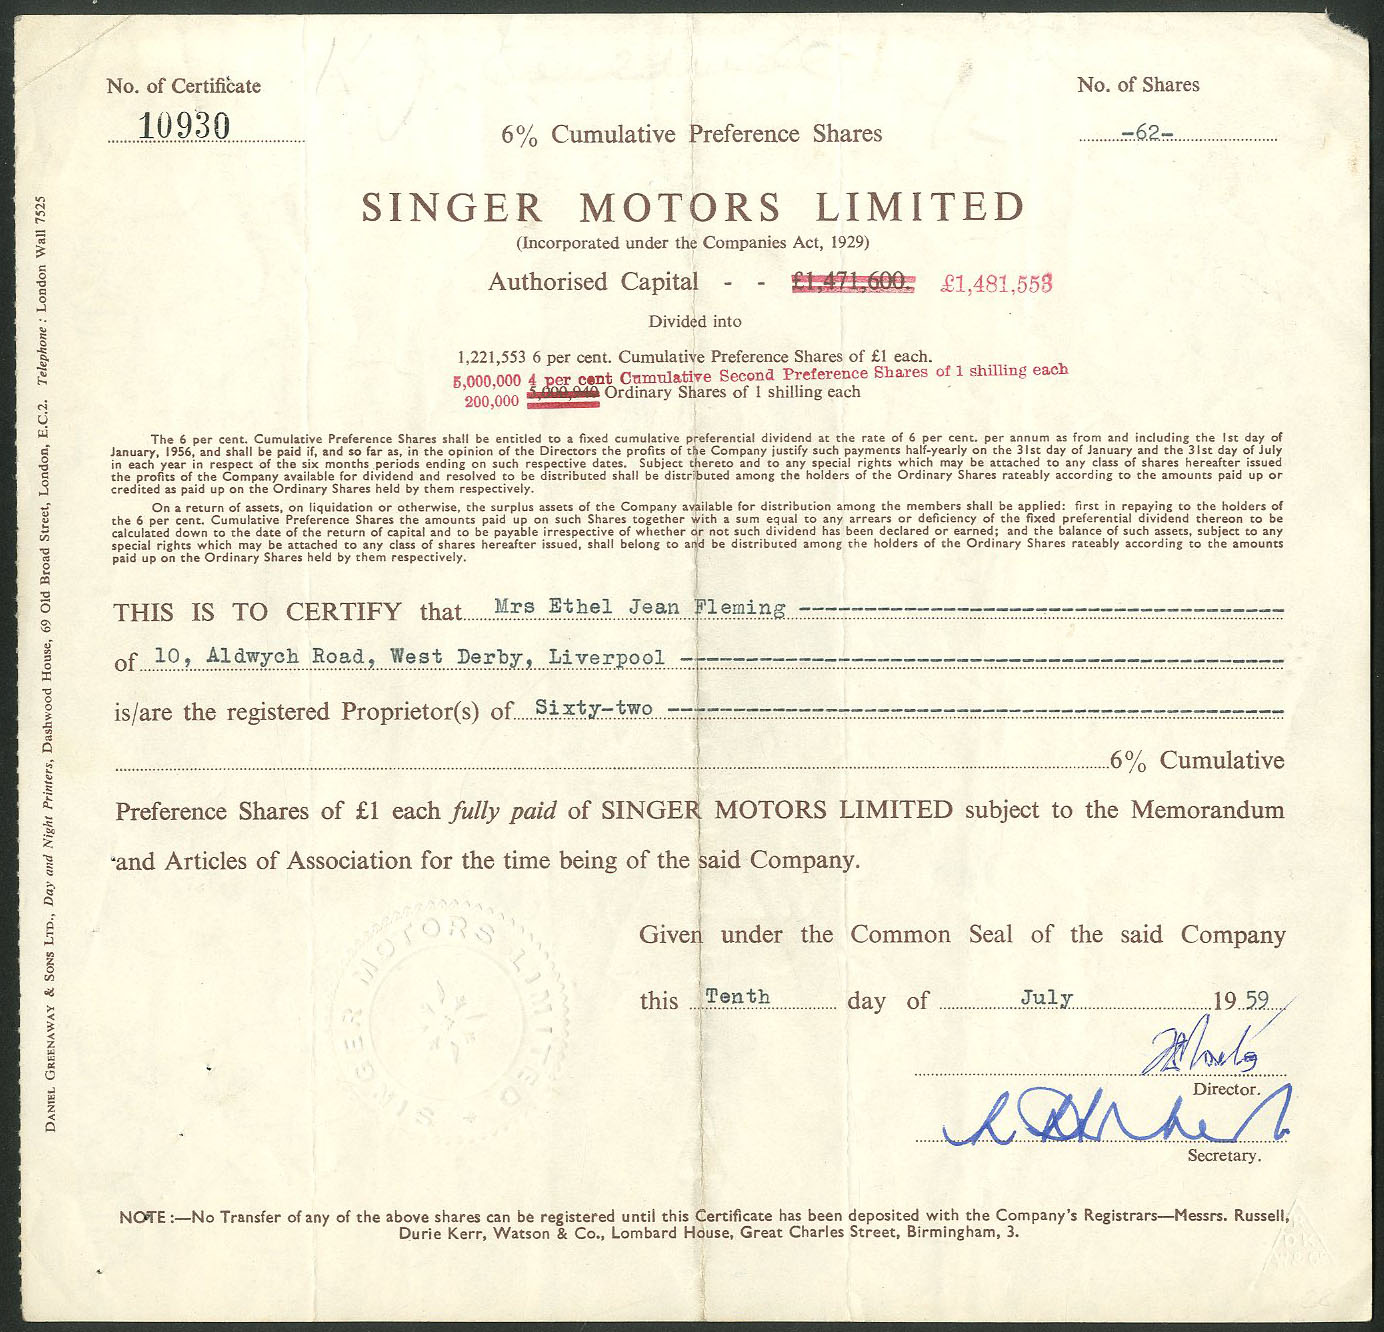 No. of Certificate
No. of Shares
10930
-62-
6% Cumulative Preference Shares
SINGER MOTORS LIMITED
(Incorporated under the Companies Act, 1929)
Authorised Capital - - £1,471,600. £1,481,553
Divided into
1,221,553 6 per cent. Cumulative Preference Shares of £1 each.
5,000,000 4 per cent Cumulative Second Preference Shares of 1 shilling each
200,000 Ordinary Shares of 1 shilling each
The 6 per cent. Cumulative Preference Shares shall be entitled to a fixed cumulative preferential dividend at the rate of 6 per cent. per annum as from and including the 1st day of
January, 1956, and shall be paid if, and so far as, in the opinion of the Directors the profits of the Company justify such payments half-yearly on the 31st day of January and the 31st day of July
in each year in respect of the six months periods ending on such respective dates. Subject thereto and to any special rights which may be attached to any class of shares hereafter issued
the profits of the Company available for dividend and resolved to be distributed shall be distributed among the holders of the Ordinary Shares rateably according to the amounts paid up or
credited as paid up on the Ordinary Shares held by them respectively.
On a return of assets, on liquidation or otherwise, the surplus assets of the Company available for distribution among the members shall be applied: first in repaying to the holders of
the 6 per cent. Cumulative Preference Shares the amounts paid up on such Shares together with a sum equal to any arrears or deficiency of the fixed preferential dividend thereon to be
calculated down to the date of the return of capital and to be payable irrespective of whether or not such dividend has been declared or earned; and the balance of such assets, subject to any
special rights which may be attached to any class of shares hereafter issued, shall belong to and be distributed among the holders of the Ordinary Shares rateably according to the amounts
paid up on the Ordinary Shares held by them respectively.
THIS IS TO CERTIFY that Mrs Ethel Jean Fleming
of 10, Aldwych Road, West Derby, Liverpool
is/are the registered Proprietor(s) of Sixty-two
6% Cumulative
Preference Shares of £1 each fully paid of SINGER MOTORS LIMITED subject to the Memorandum
and Articles of Association for the time being of the said Company.
Given under the Common Seal of the said Company
this Tenth day of July 1959
Director.
Secretary.
SINGER MOTORS LIMITED
NOTE :—No Transfer of any of the above shares can be registered until this Certificate has been deposited with the Company's Registrars—Messrs. Russell,
Durie Kerr, Watson & Co., Lombard House, Great Charles Street, Birmingham, 3.
DANIEL GREENAWAY & SONS LTD., Day and Night Printers, Dashwood House, 69 Old Broad Street, London, E.C.2. Telephone : London Wall 7525